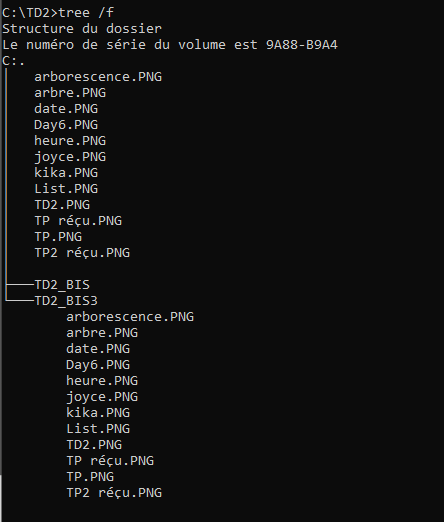 C:\TD2>tree /f
Structure du dossier
Le numéro de série du volume est 9A88-B9A4
C:.
│   arborescence.PNG
│   arbre.PNG
│   date.PNG
│   Day6.PNG
│   heure.PNG
│   joyce.PNG
│   kika.PNG
│   List.PNG
│   TD2.PNG
│   TP réçu.PNG
│   TP.PNG
│   TP2 réçu.PNG
│
├───TD2_BIS
└───TD2_BIS3
        arborescence.PNG
        arbre.PNG
        date.PNG
        Day6.PNG
        heure.PNG
        joyce.PNG
        kika.PNG
        List.PNG
        TD2.PNG
        TP réçu.PNG
        TP.PNG
        TP2 réçu.PNG